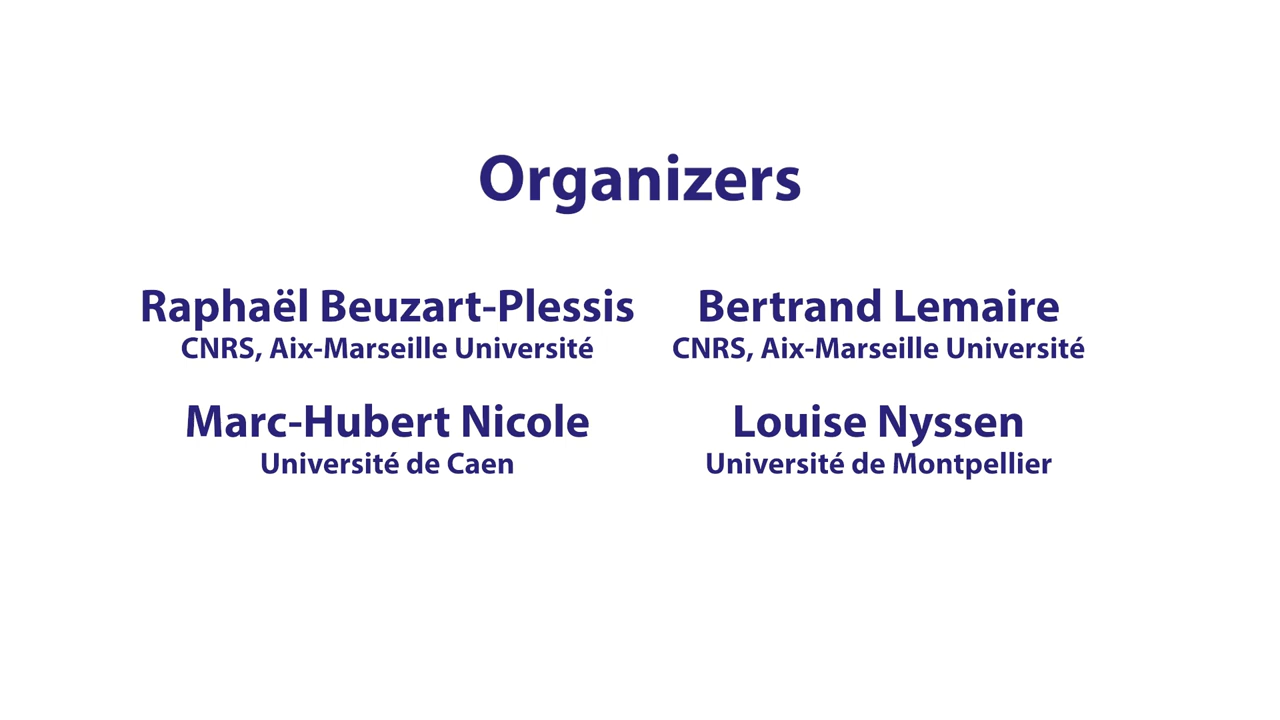 Organizers
Raphaël Beuzart-Plessis
CNRS, Aix-Marseille Université
Bertrand Lemaire
CNRS, Aix-Marseille Université
Marc-Hubert Nicole
Université de Caen
Louise Nyssen
Université de Montpellier